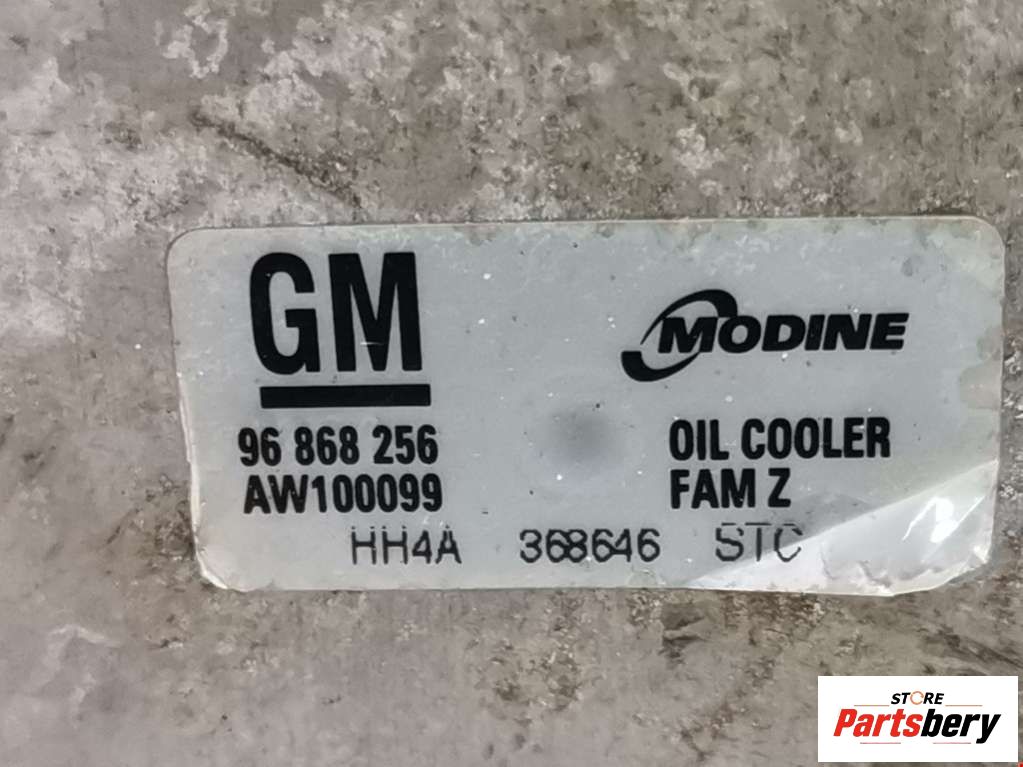 GM
MODINE
96 868 256
AW100099
OIL COOLER
FAM Z
HH4A 368646 STC
STORE
Partsbery